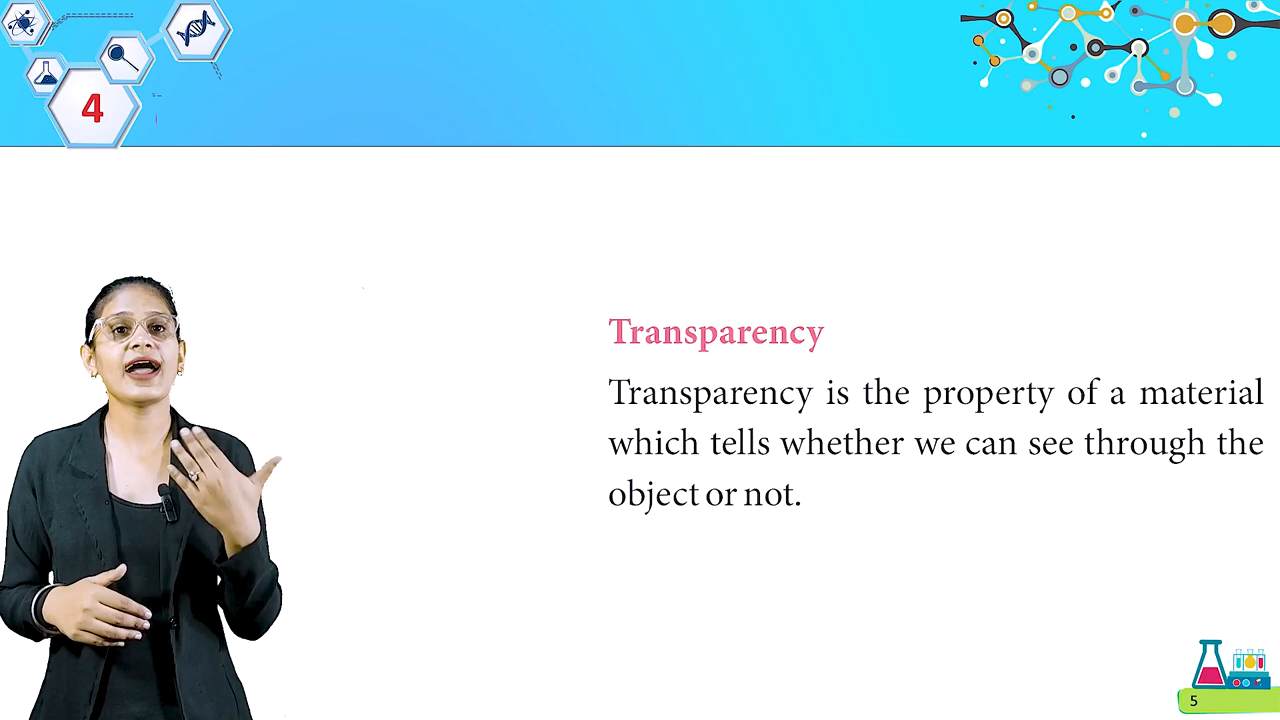 4
Transparency
Transparency is the property of a material
which tells whether we can see through the
object or not.
5